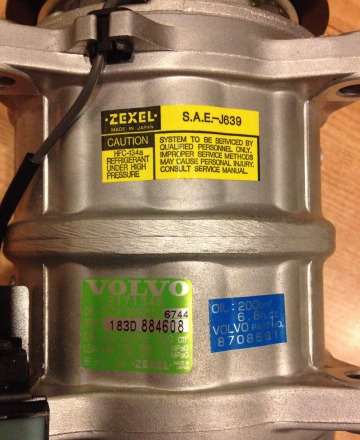 ZEXEL
MADE IN JAPAN
S.A.E.-J639
CAUTION
HFC-134a
REFRIGERANT
UNDER HIGH
PRESSURE
SYSTEM TO BE SERVICED BY
QUALIFIED PERSONNEL ONLY.
IMPROPER SERVICE METHODS
MAY CAUSE PERSONAL INJURY.
CONSULT SERVICE MANUAL.
VOLVO
6744
183D 884608
ZEXEL
OIL: 200
VOLVO